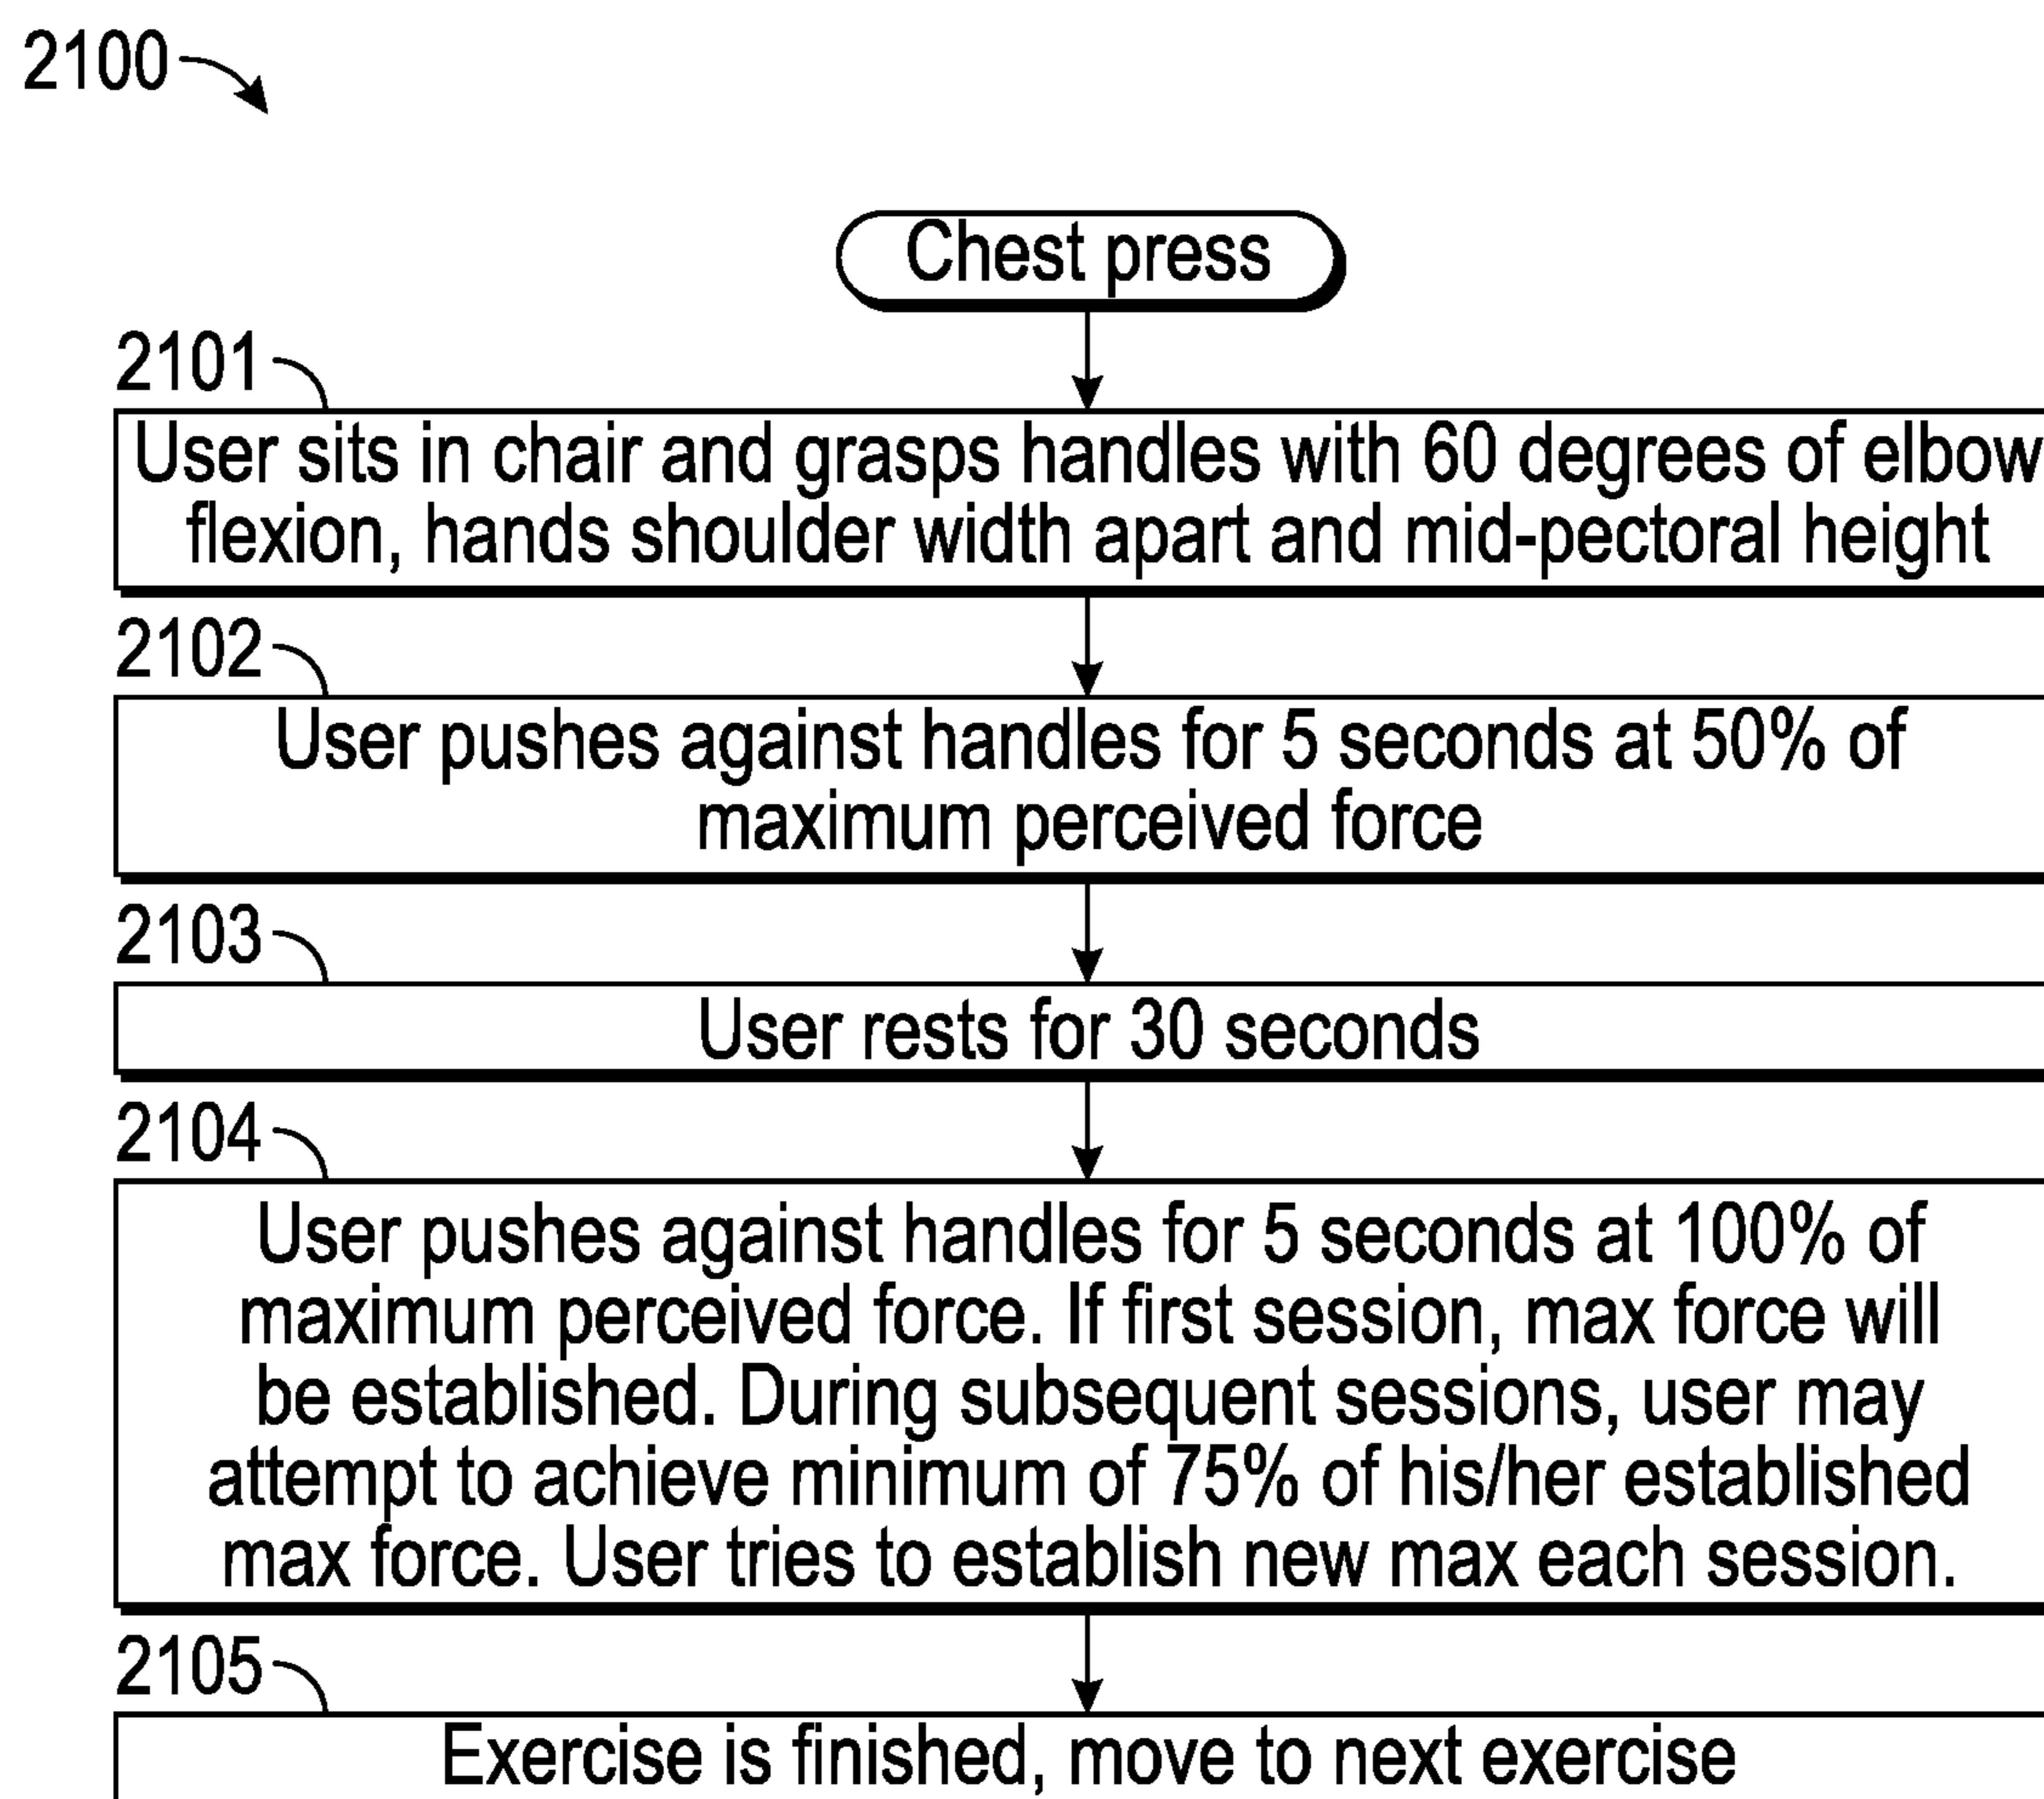 2100
Chest press
2101
User sits in chair and grasps handles with 60 degrees of elbow
flexion, hands shoulder width apart and mid-pectoral height
2102
User pushes against handles for 5 seconds at 50% of
maximum perceived force
2103
User rests for 30 seconds
2104
User pushes against handles for 5 seconds at 100% of
maximum perceived force. If first session, max force will
be established. During subsequent sessions, user may
attempt to achieve minimum of 75% of his/her established
max force. User tries to establish new max each session.
2105
Exercise is finished, move to next exercise